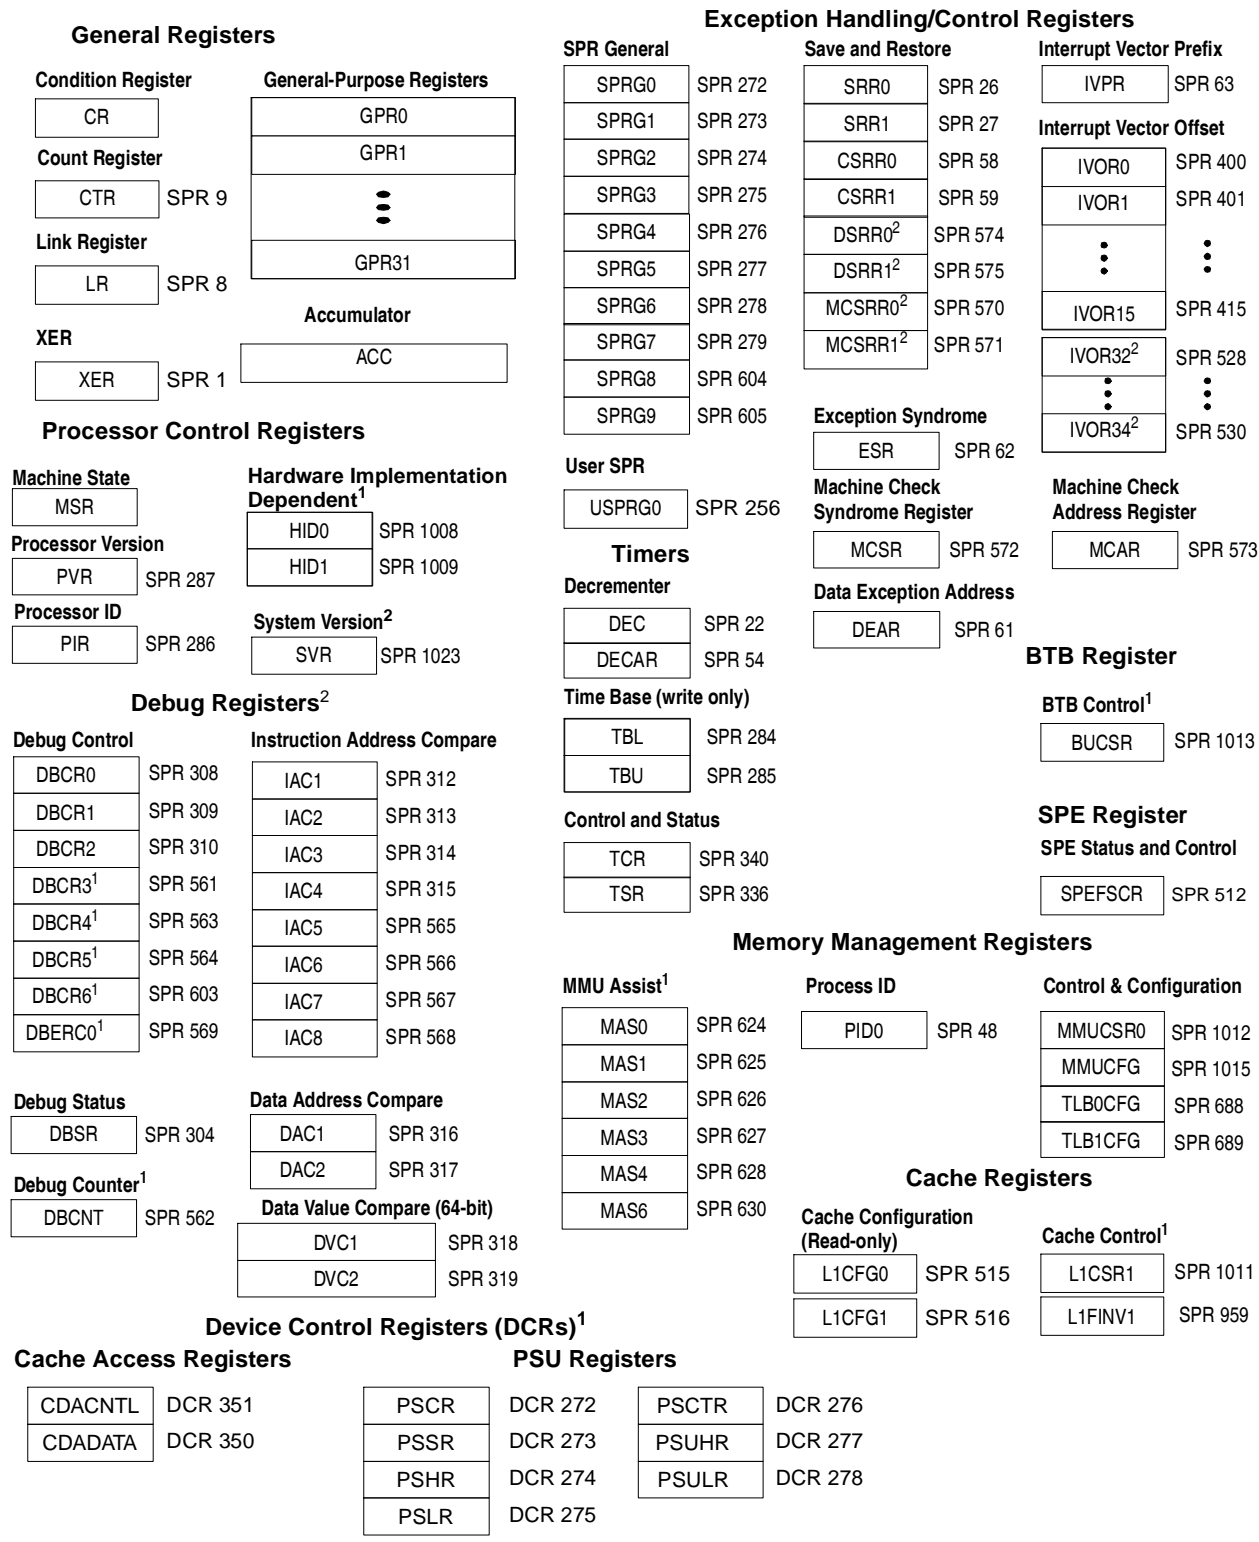 General Registers
Condition Register
CR
Count Register
CTR SPR 9
Link Register
LR SPR 8
XER
XER SPR 1
General-Purpose Registers
GPR0
GPR1
GPR31
Accumulator
ACC
Processor Control Registers
Machine State
MSR
Processor Version
PVR SPR 287
Processor ID
PIR SPR 286
Hardware Implementation
Dependent1
HID0 SPR 1008
HID1 SPR 1009
System Version2
SVR SPR 1023
Debug Registers2
Debug Control
DBCR0 SPR 308
DBCR1 SPR 309
DBCR2 SPR 310
DBCR31 SPR 561
DBCR41 SPR 563
DBCR51 SPR 564
DBCR61 SPR 603
DBERC01 SPR 569
Instruction Address Compare
IAC1 SPR 312
IAC2 SPR 313
IAC3 SPR 314
IAC4 SPR 315
IAC5 SPR 565
IAC6 SPR 566
IAC7 SPR 567
IAC8 SPR 568
Debug Status
DBSR SPR 304
Debug Counter1
DBCNT SPR 562
Data Address Compare
DAC1 SPR 316
DAC2 SPR 317
Data Value Compare (64-bit)
DVC1 SPR 318
DVC2 SPR 319
Exception Handling/Control Registers
SPR General
SPRG0 SPR 272
SPRG1 SPR 273
SPRG2 SPR 274
SPRG3 SPR 275
SPRG4 SPR 276
SPRG5 SPR 277
SPRG6 SPR 278
SPRG7 SPR 279
SPRG8 SPR 604
SPRG9 SPR 605
User SPR
USPRG0 SPR 256
Save and Restore
SRR0 SPR 26
SRR1 SPR 27
CSRR0 SPR 58
CSRR1 SPR 59
DSRR02 SPR 574
DSRR12 SPR 575
MCSRR02 SPR 570
MCSRR12 SPR 571
Exception Syndrome
ESR SPR 62
Machine Check
Syndrome Register
MCSR SPR 572
Data Exception Address
DEAR SPR 61
Interrupt Vector Prefix
IVPR SPR 63
Interrupt Vector Offset
IVOR0 SPR 400
IVOR1 SPR 401
IVOR15 SPR 415
IVOR322 SPR 528
IVOR342 SPR 530
Machine Check
Address Register
MCAR SPR 573
Timers
Decrementer
DEC SPR 22
DECAR SPR 54
Time Base (write only)
TBL SPR 284
TBU SPR 285
Control and Status
TCR SPR 340
TSR SPR 336
BTB Register
BTB Control1
BUCSR SPR 1013
SPE Register
SPE Status and Control
SPEFSCR SPR 512
Memory Management Registers
MMU Assist1
MAS0 SPR 624
MAS1 SPR 625
MAS2 SPR 626
MAS3 SPR 627
MAS4 SPR 628
MAS6 SPR 630
Process ID
PID0 SPR 48
Control & Configuration
MMUCSR0 SPR 1012
MMUCFG SPR 1015
TLB0CFG SPR 688
TLB1CFG SPR 689
Cache Registers
Cache Configuration
(Read-only)
L1CFG0 SPR 515
L1CFG1 SPR 516
Cache Control1
L1CSR1 SPR 1011
L1FINV1 SPR 959
Device Control Registers (DCRs)1
Cache Access Registers
CDACNTL DCR 351
CDADATA DCR 350
PSU Registers
PSCR DCR 272
PSSR DCR 273
PSHR DCR 274
PSLR DCR 275
PSCTR DCR 276
PSUHR DCR 277
PSULR DCR 278